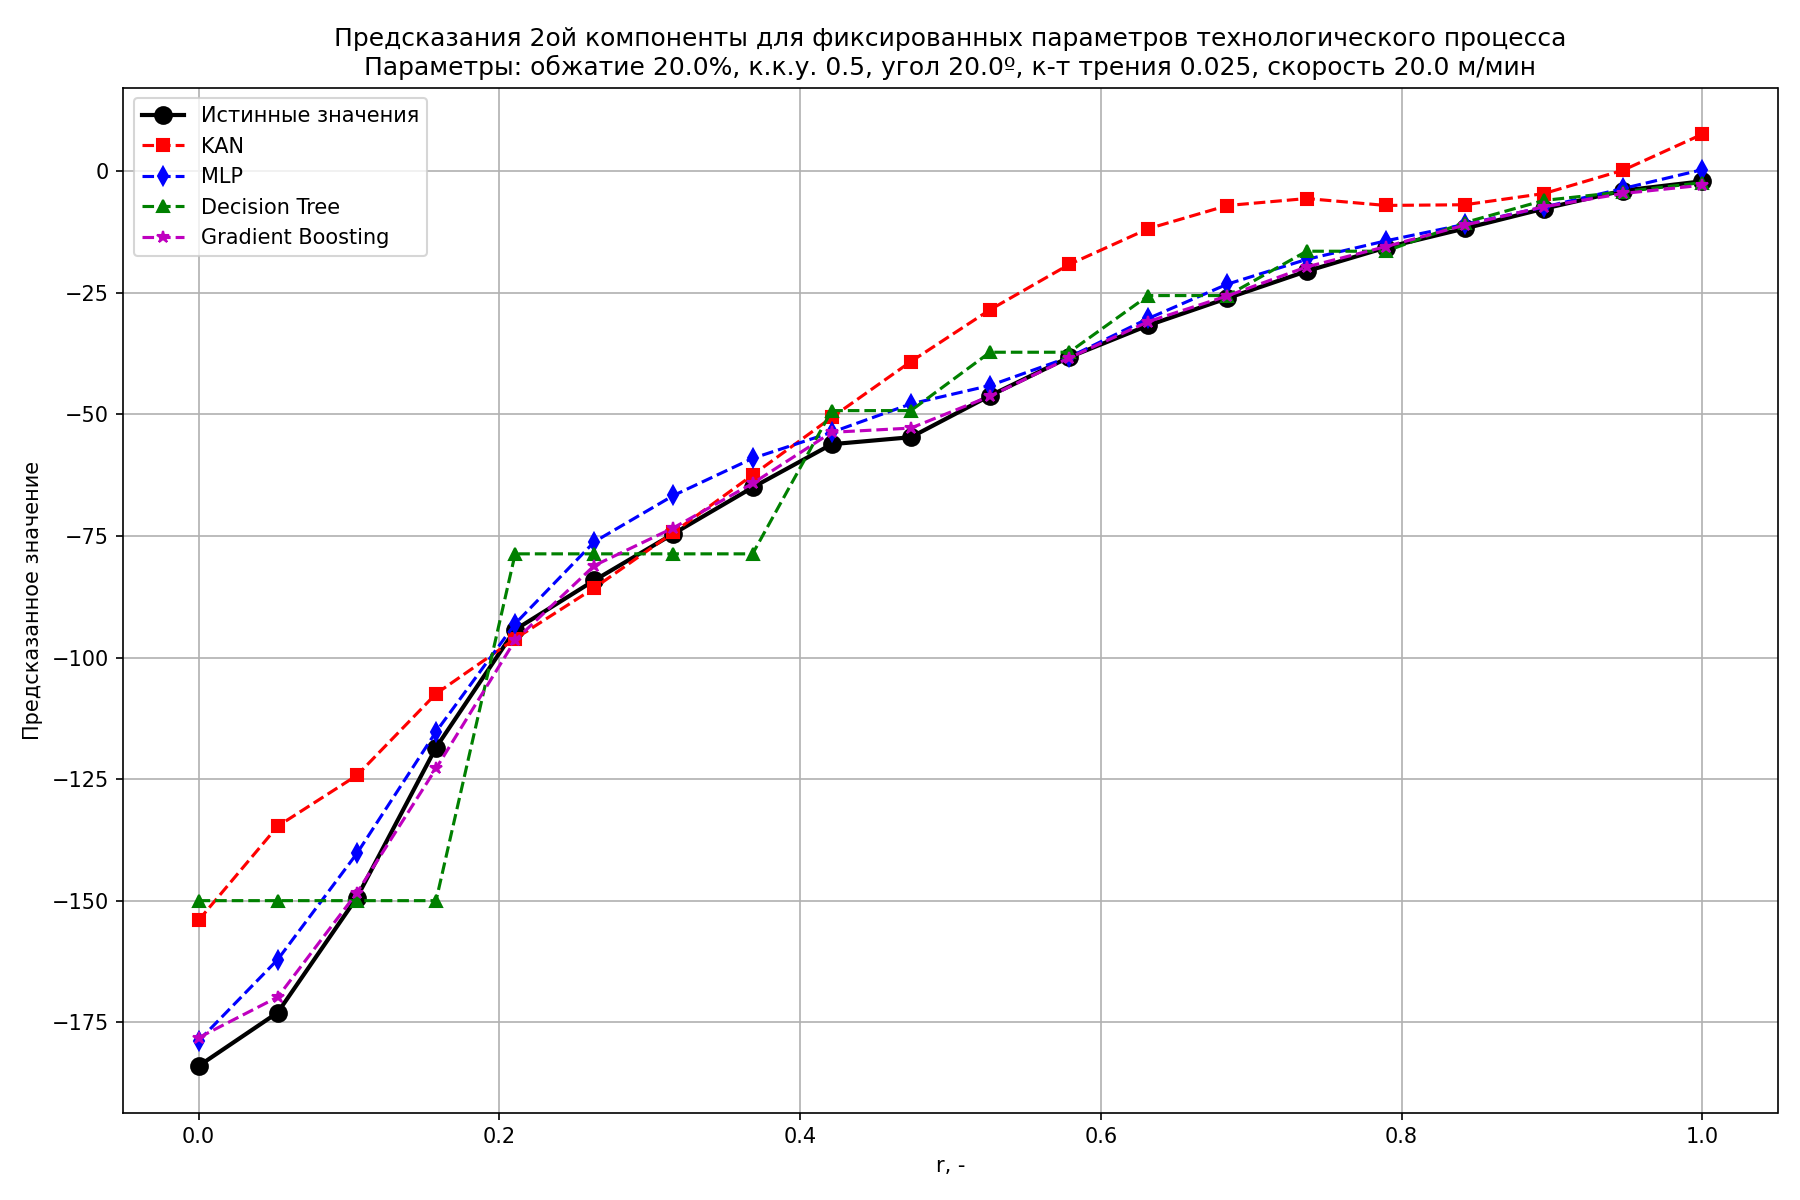 Предсказания 2ой компоненты для фиксированных параметров технологического процесса
Параметры: обжатие 20.0%, к.к.у. 0.5, угол 20.0º, к-т трения 0.025, скорость 20.0 м/мин
Истинные значения
KAN
MLP
Decision Tree
Gradient Boosting
Предсказанное значение
0
−25
−50
−75
−100
−125
−150
−175
0.0 0.2 0.4 0.6 0.8 1.0
r, -